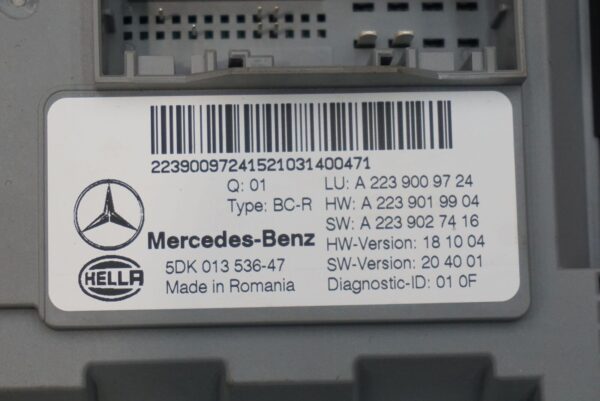 22390097241521031400471
Q: 01
Type: BC-R
Mercedes-Benz
HELLA
5DK 013 536-47
Made in Romania
LU: A 223 900 97 24
HW: A 223 901 99 04
SW: A 223 902 74 16
HW-Version: 18 10 04
SW-Version: 20 40 01
Diagnostic-ID: 01 0F